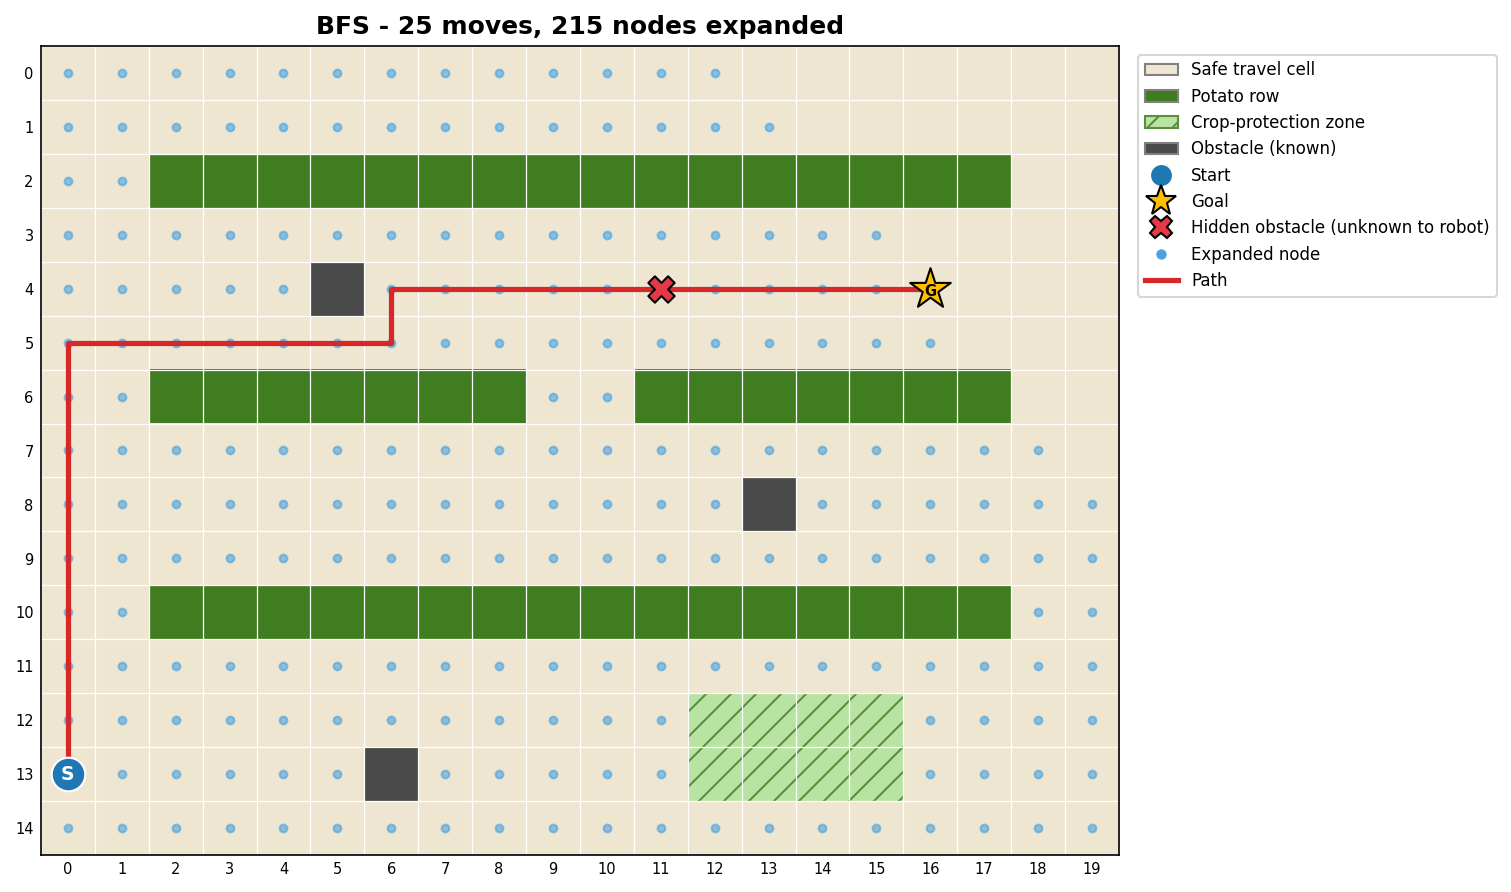 BFS - 25 moves, 215 nodes expanded
0
1
2
3
4
5
6
7
8
9
10
11
12
13
14
G
S
0 1 2 3 4 5 6 7 8 9 10 11 12 13 14 15 16 17 18 19
Safe travel cell
Potato row
Crop-protection zone
Obstacle (known)
Start
Goal
Hidden obstacle (unknown to robot)
Expanded node
Path